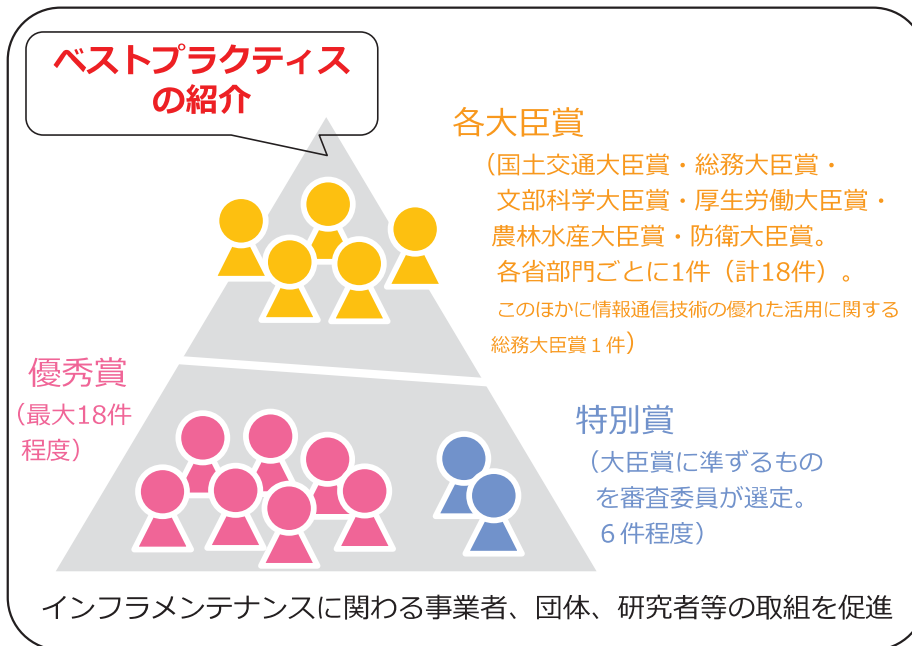 ベストプラクティス
の紹介
各大臣賞
（国土交通大臣賞・総務大臣賞・
文部科学大臣賞・厚生労働大臣賞・
農林水産大臣賞・防衛大臣賞。
各省部門ごとに1件（計18件）。
このほかに情報通信技術の優れた活用に関する
総務大臣賞１件）
優秀賞
（最大18件
程度）
特別賞
（大臣賞に準ずるもの
を審査委員が選定。
６件程度）
インフラメンテナンスに関わる事業者、団体、研究者等の取組を促進